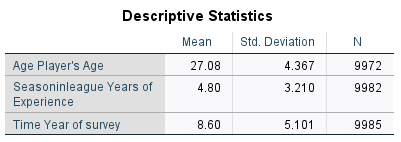 Descriptive Statistics
Mean Std. Deviation N
Age Player's Age 27.08 4.367 9972
Seasoninleague Years of Experience 4.80 3.210 9982
Time Year of survey 8.60 5.101 9985